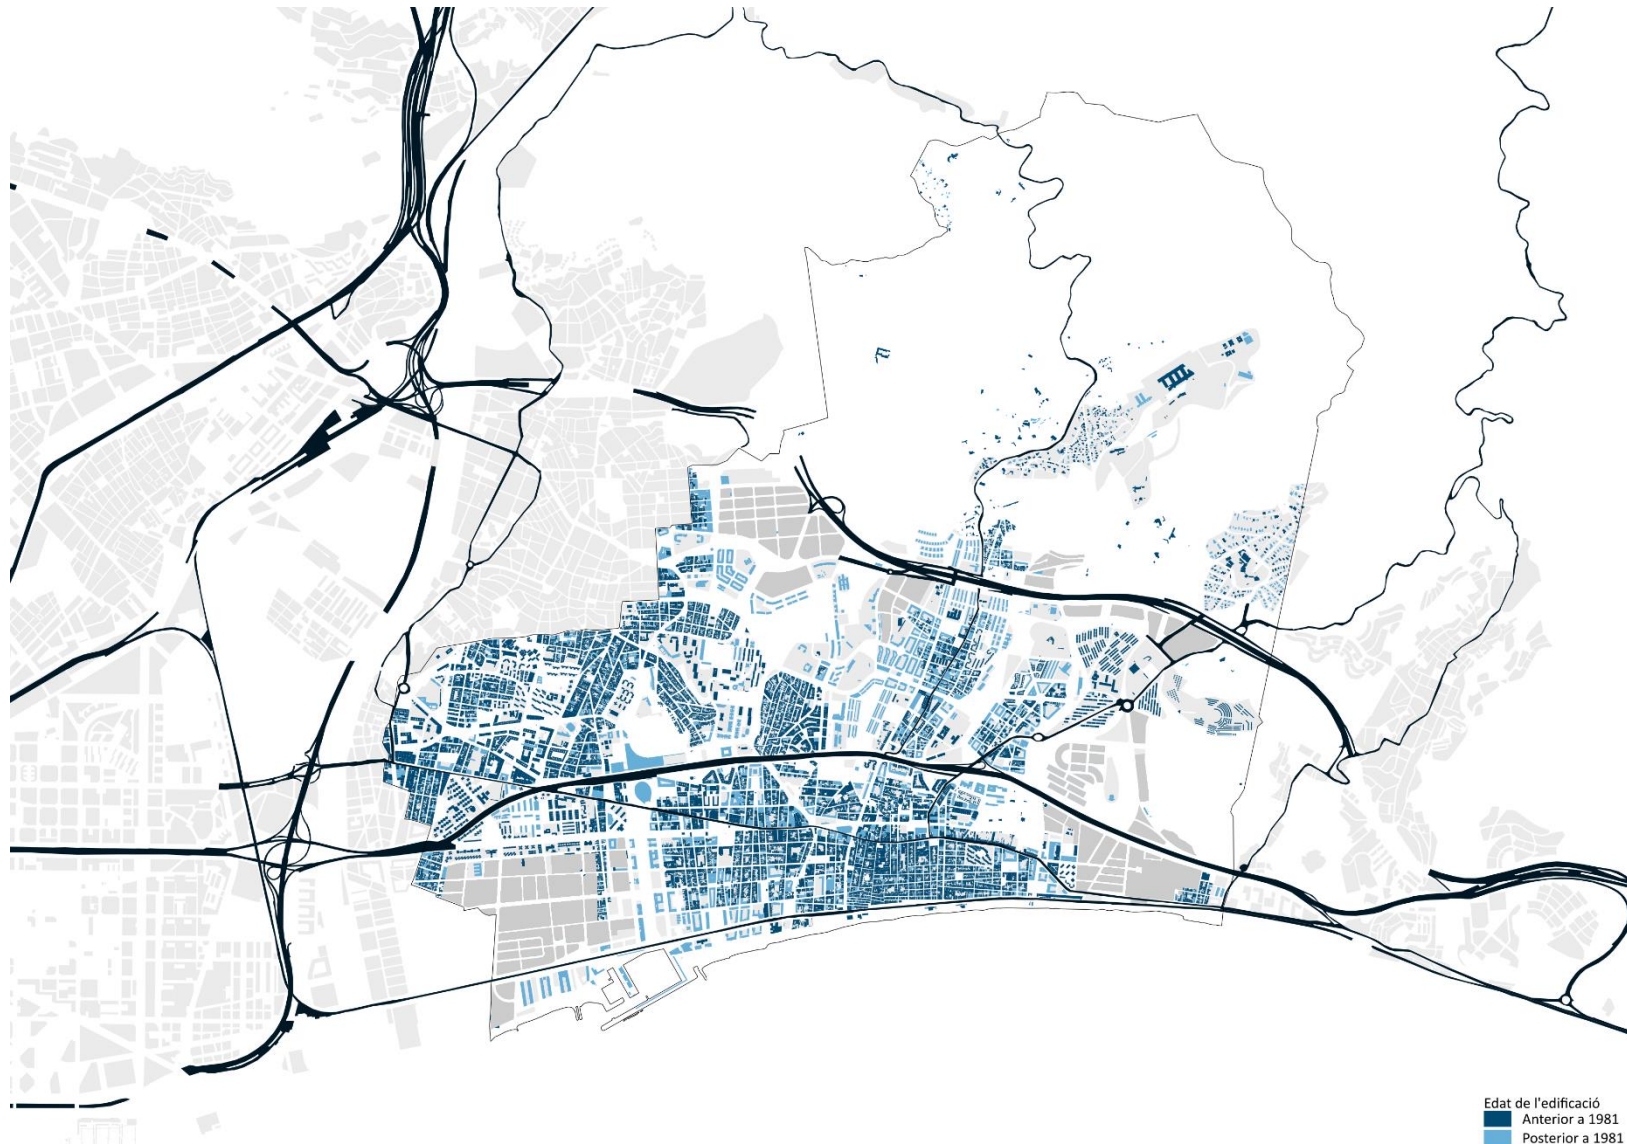 Edat de l'edificació
Anterior a 1981
Posterior a 1981